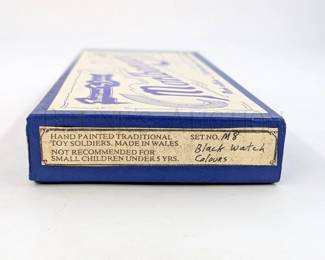 HAND PAINTED TRADITIONAL
TOY SOLDIERS. MADE IN WALES
NOT RECOMMENDED FOR
SMALL CHILDREN UNDER 5 YRS.
SET NO. M8
Black Watch
Colours